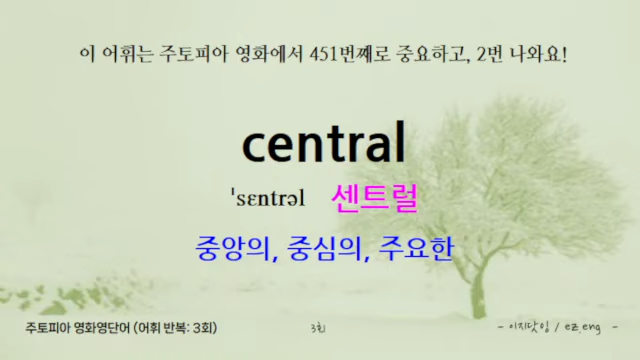 이 어휘는 주토피아 영화에서 451번째로 중요하고, 2번 나와요!
central
ˈsɛntrəl 센트럴
중앙의, 중심의, 주요한
주토피아 영화영단어 (어휘 반복: 3회) 3회 - 이지닷잉 / ez.eng -